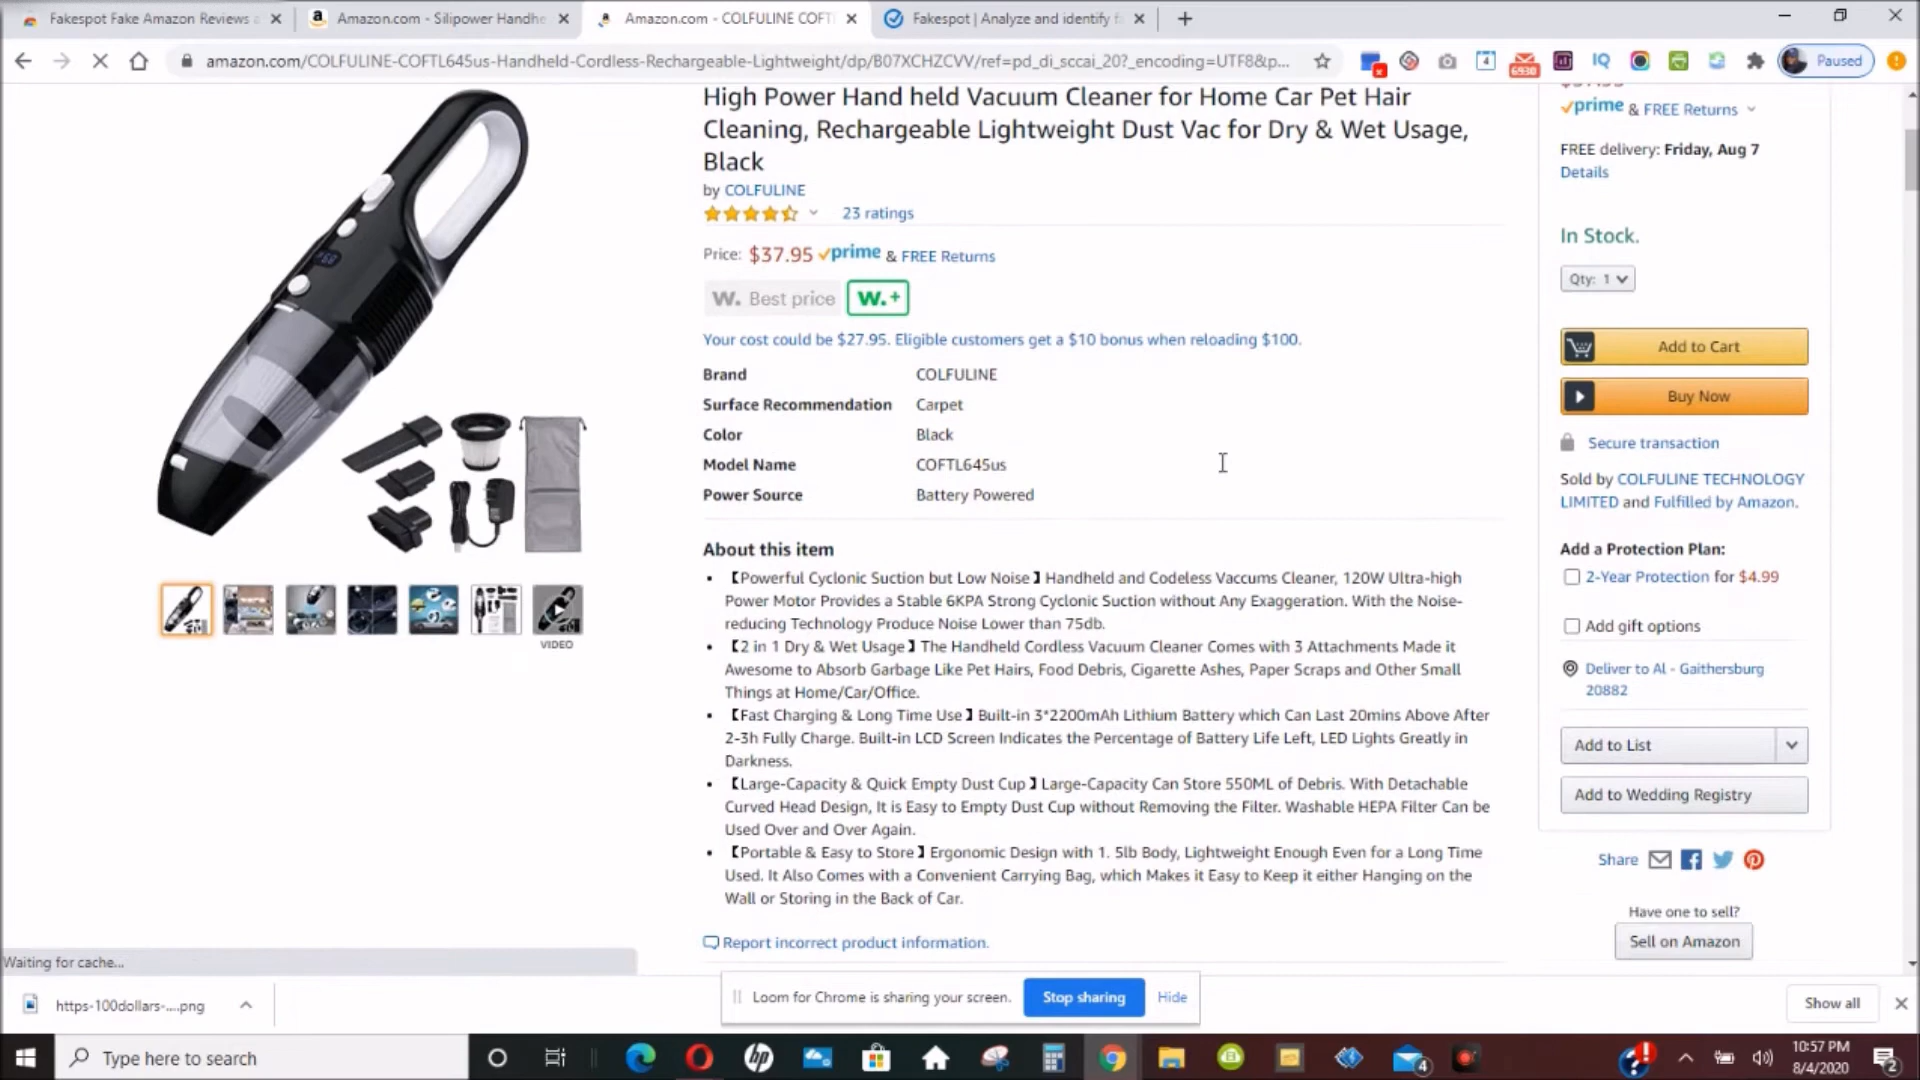 Fakespot Fake Amazon Reviews a
Amazon.com - Silipower Handhe
Amazon.com - COLFULINE COFT
Fakespot | Analyze and identify f
amazon.com/COLFULINE-COFTL645us-Handheld-Cordless-Rechargeable-Lightweight/dp/B07XCHZCVV/ref=pd_di_sccai_20?_encoding=UTF8&p...
4
6930
IQ
Paused
High Power Hand held Vacuum Cleaner for Home Car Pet Hair
Cleaning, Rechargeable Lightweight Dust Vac for Dry & Wet Usage,
Black
by COLFULINE
23 ratings
Price: $37.95 prime & FREE Returns
W. Best price W.+
Your cost could be $27.95. Eligible customers get a $10 bonus when reloading $100.
Brand COLFULINE
Surface Recommendation Carpet
Color Black
Model Name COFTL645us
Power Source Battery Powered
About this item
• 【Powerful Cyclonic Suction but Low Noise】Handheld and Codeless Vaccums Cleaner, 120W Ultra-high
Power Motor Provides a Stable 6KPA Strong Cyclonic Suction without Any Exaggeration. With the Noise-
reducing Technology Produce Noise Lower than 75db.
• 【2 in 1 Dry & Wet Usage】The Handheld Cordless Vacuum Cleaner Comes with 3 Attachments Made it
Awesome to Absorb Garbage Like Pet Hairs, Food Debris, Cigarette Ashes, Paper Scraps and Other Small
Things at Home/Car/Office.
• 【Fast Charging & Long Time Use】Built-in 3*2200mAh Lithium Battery which Can Last 20mins Above After
2-3h Fully Charge. Built-in LCD Screen Indicates the Percentage of Battery Life Left, LED Lights Greatly in
Darkness.
• 【Large-Capacity & Quick Empty Dust Cup】Large-Capacity Can Store 550ML of Debris. With Detachable
Curved Head Design, It is Easy to Empty Dust Cup without Removing the Filter. Washable HEPA Filter Can be
Used Over and Over Again.
• 【Portable & Easy to Store】Ergonomic Design with 1. 5lb Body, Lightweight Enough Even for a Long Time
Used. It Also Comes with a Convenient Carrying Bag, which Makes it Easy to Keep it either Hanging on the
Wall or Storing in the Back of Car.
Report incorrect product information.
VIDEO
prime & FREE Returns
FREE delivery: Friday, Aug 7
Details
In Stock.
Qty: 1
Add to Cart
Buy Now
Secure transaction
Sold by COLFULINE TECHNOLOGY
LIMITED and Fulfilled by Amazon.
Add a Protection Plan:
2-Year Protection for $4.99
Add gift options
Deliver to Al - Gaithersburg
20882
Add to List
Add to Wedding Registry
Share
Have one to sell?
Sell on Amazon
Waiting for cache...
https-100dollars-....png
Loom for Chrome is sharing your screen.
Stop sharing
Hide
Show all
Type here to search
hp
4
10:57 PM
8/4/2020
2